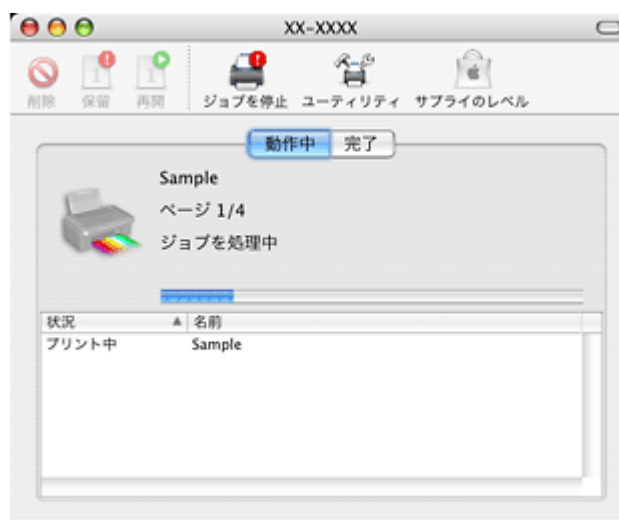 XX-XXXX
削除 保留 再開 ジョブを停止 ユーティリティ サプライのレベル
動作中 完了
Sample
ページ 1/4
ジョブを処理中
状況 名前
プリント中 Sample